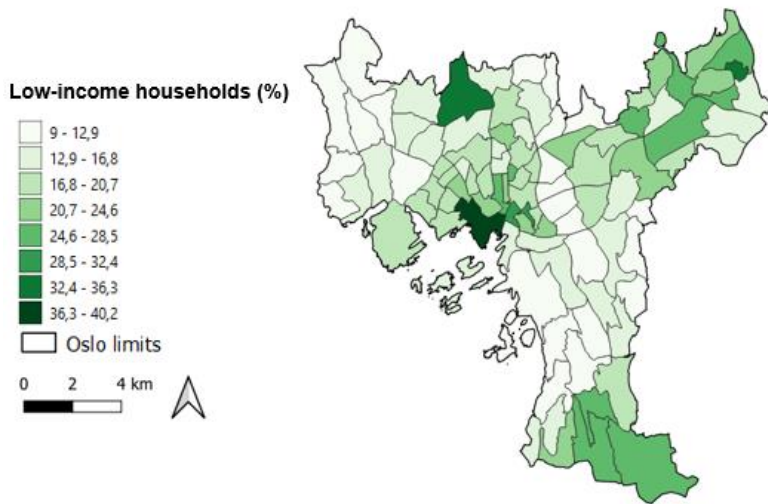 Low-income households (%)
9 - 12,9
12,9 - 16,8
16,8 - 20,7
20,7 - 24,6
24,6 - 28,5
28,5 - 32,4
32,4 - 36,3
36,3 - 40,2
Oslo limits
0 2 4 km